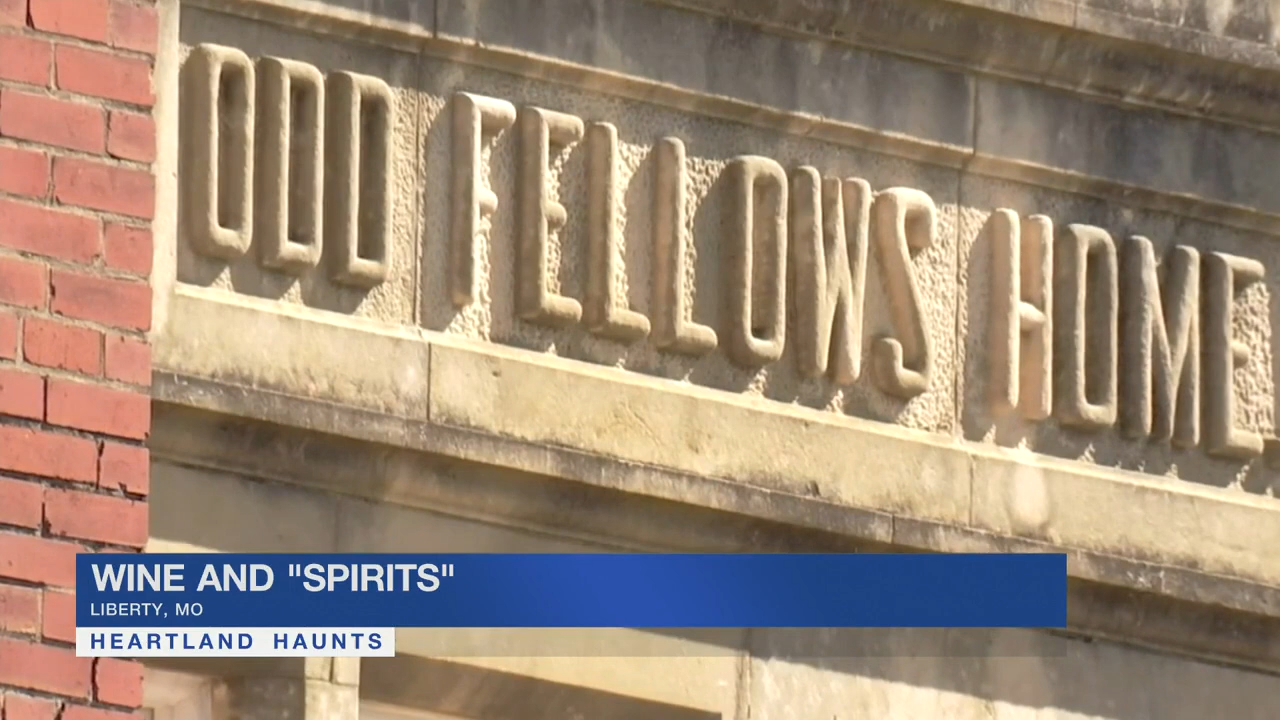 ODD FELLOWS HOME
WINE AND "SPIRITS"
LIBERTY, MO
HEARTLAND HAUNTS